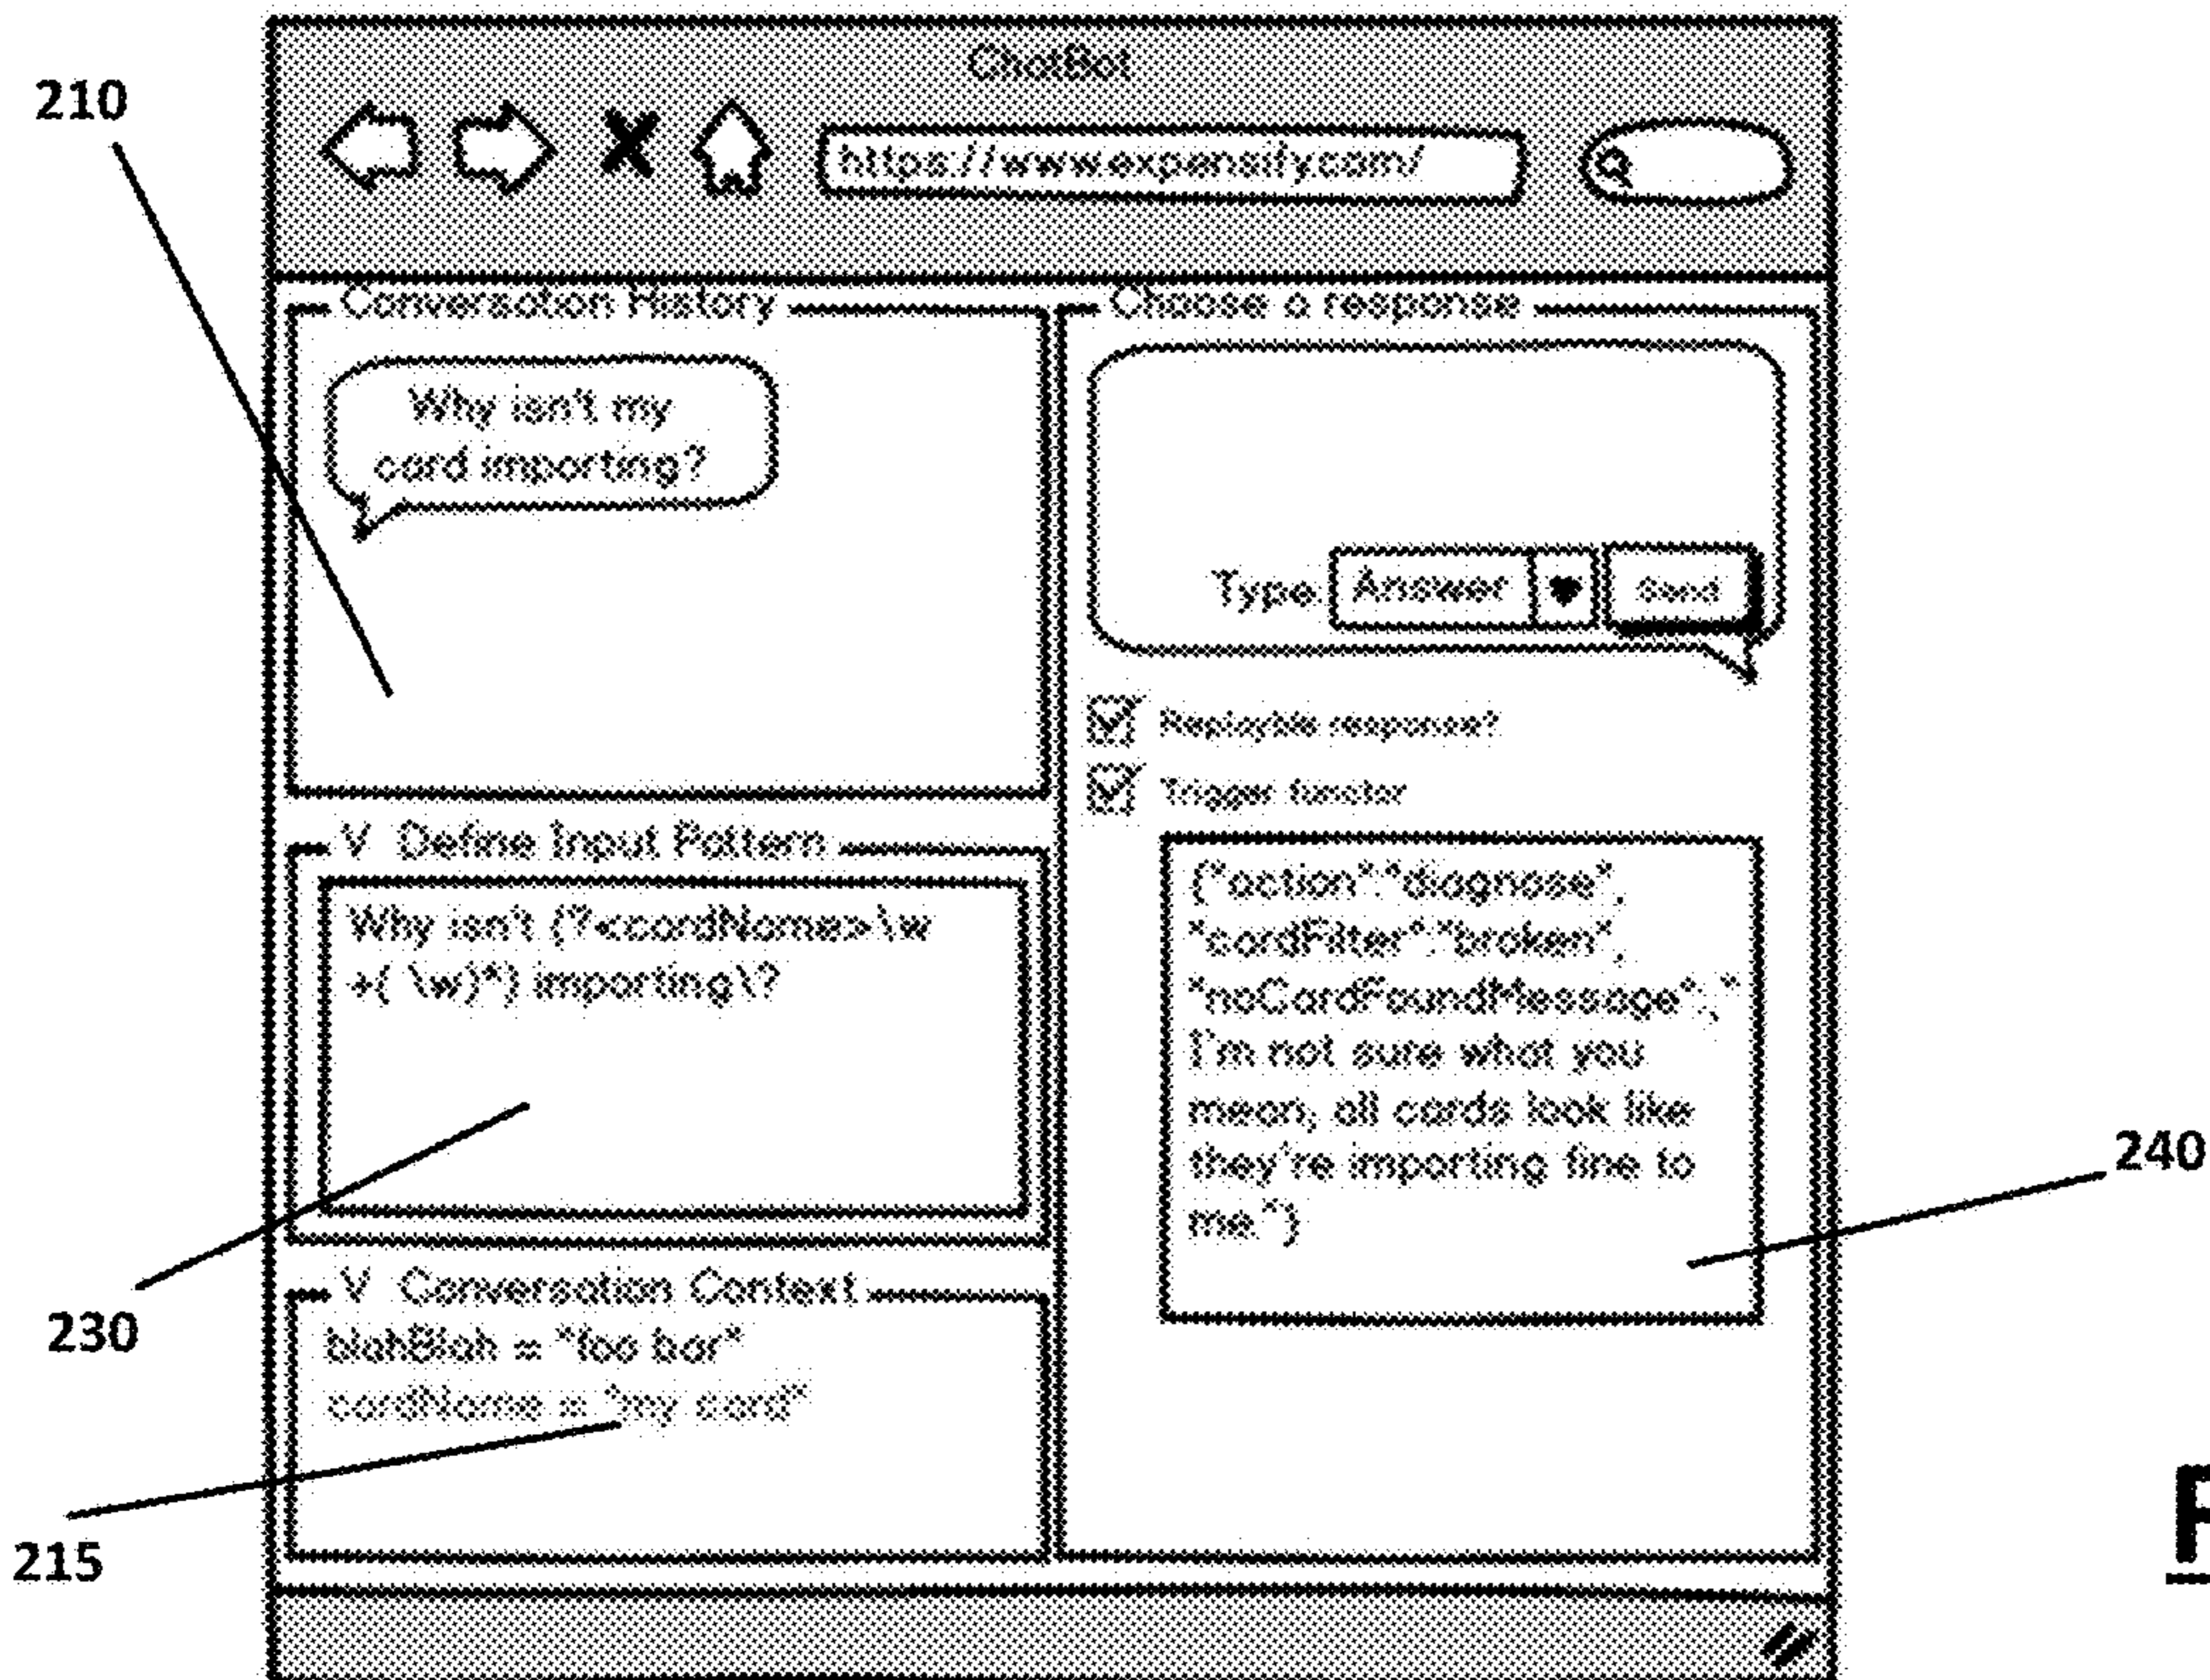 ChatBot
https://www.expensify.com/
210
Conversation History
Why isn't my
card importing?
V Define Input Pattern
Why isn't (?<cardName>\w
+( \w)*) importing\?
230
V Conversation Context
blahBlah = "foo bar"
cardName = "my card"
215
Choose a response
Type: Answer Send
Replayble response?
Trigger functor
{"action":"diagnose",
"cardFilter":"broken",
"noCardFoundMessage":,"
I'm not sure what you
mean, all cards look like
they're importing fine to
me."}
240